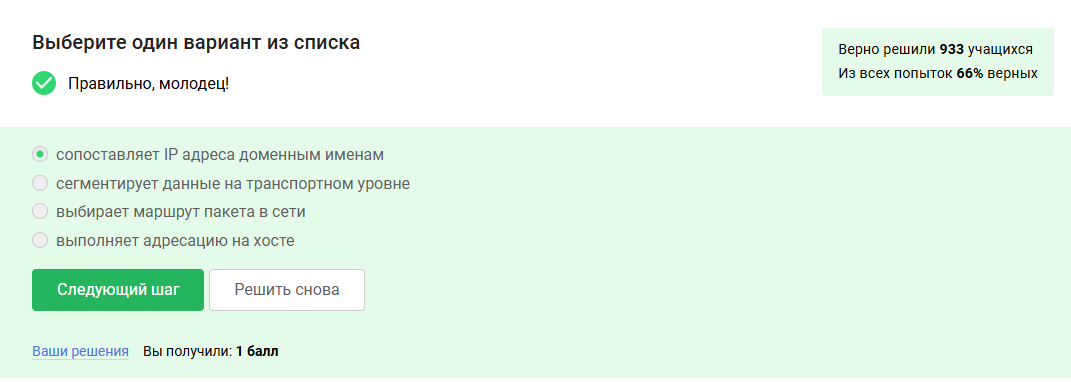 Выберите один вариант из списка
Верно решили 933 учащихся
Из всех попыток 66% верных
Правильно, молодец!
сопоставляет IP адреса доменным именам
сегментирует данные на транспортном уровне
выбирает маршрут пакета в сети
выполняет адресацию на хосте
Следующий шаг
Решить снова
Ваши решения Вы получили: 1 балл